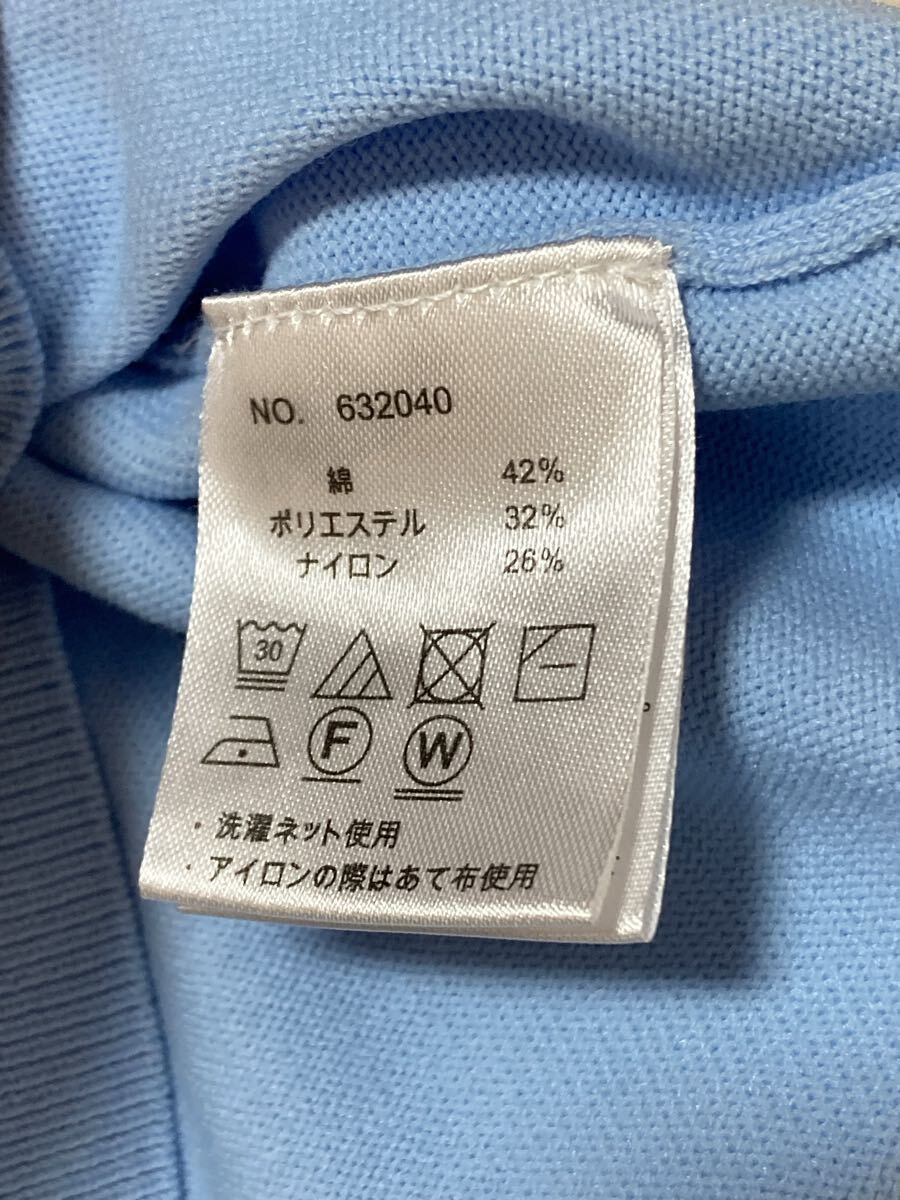 NO. 632040
綿 42%
ポリエステル 32%
ナイロン 26%
30
F
W
・洗濯ネット使用
・アイロンの際はあて布使用